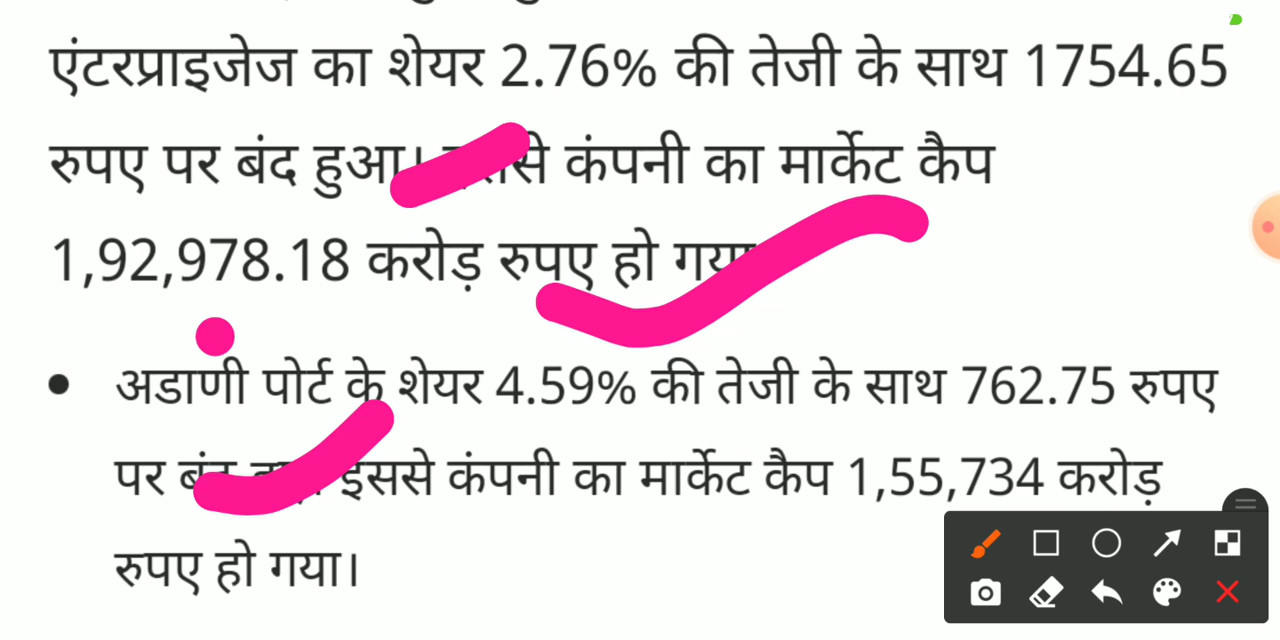 एंटरप्राइजेज का शेयर 2.76% की तेजी के साथ 1754.65
रुपए पर बंद हुआ। कंपनी का मार्केट कैप
1,92,978.18 करोड़ रुपए हो गया
अडाणी पोर्ट के शेयर 4.59% की तेजी के साथ 762.75 रुपए
पर इससे कंपनी का मार्केट कैप 1,55,734 करोड़
रुपए हो गया।